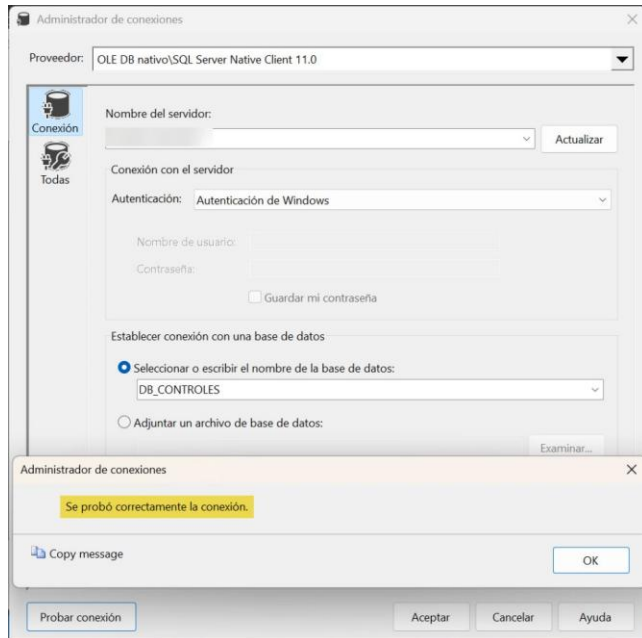 Administrador de conexiones
Proveedor: OLE DB nativo\SQL Server Native Client 11.0
Conexión
Todas
Nombre del servidor:
Actualizar
Conexión con el servidor
Autenticación: Autenticación de Windows
Nombre de usuario:
Contraseña:
Guardar mi contraseña
Establecer conexión con una base de datos
Seleccionar o escribir el nombre de la base de datos:
DB_CONTROLES
Adjuntar un archivo de base de datos:
Examinar...
Administrador de conexiones
Se probó correctamente la conexión.
Copy message
OK
Probar conexión Aceptar Cancelar Ayuda